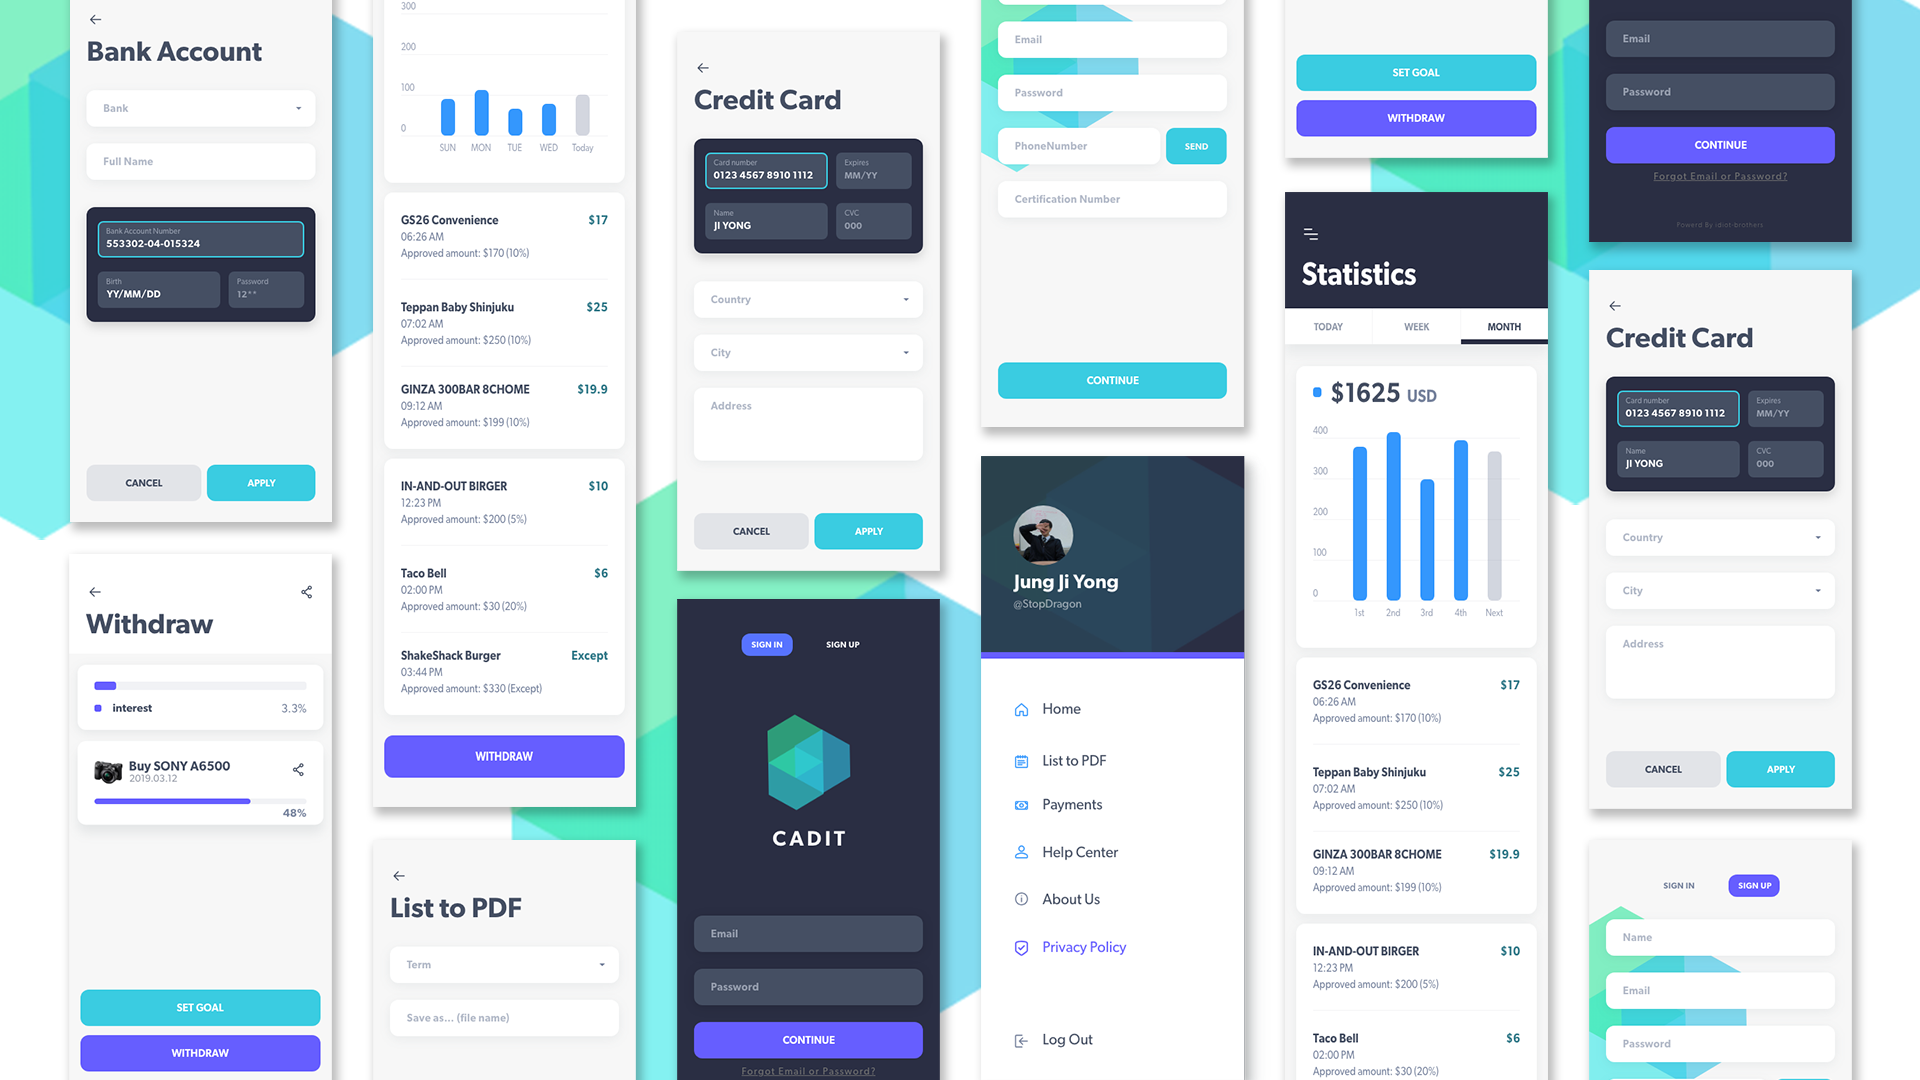 Bank Account
Bank
Full Name
Bank Account Number
553302-04-015324
Birth
YY/MM/DD
Password
12**
CANCEL
APPLY
Withdraw
interest
3.3%
Buy SONY A6500
2019.03.12
48%
SET GOAL
WITHDRAW
300
200
100
0
SUN MON TUE WED Today
GS26 Convenience $17
06:26 AM
Approved amount: $170 (10%)
Teppan Baby Shinjuku $25
07:02 AM
Approved amount: $250 (10%)
GINZA 300BAR 8CHOME $19.9
09:12 AM
Approved amount: $199 (10%)
IN-AND-OUT BIRGER $10
12:23 PM
Approved amount: $200 (5%)
Taco Bell $6
02:00 PM
Approved amount: $30 (20%)
ShakeShack Burger Except
03:44 PM
Approved amount: $330 (Except)
WITHDRAW
List to PDF
Term
Save as... (file name)
Credit Card
Card number
0123 4567 8910 1112
Expires
MM/YY
Name
JI YONG
CVC
000
Country
City
Address
CANCEL
APPLY
SIGN IN
SIGN UP
CADIT
Email
Password
CONTINUE
Forgot Email or Password?
Email
Password
PhoneNumber
SEND
Certification Number
CONTINUE
Jung Ji Yong
@StopDragon
Home
List to PDF
Payments
Help Center
About Us
Privacy Policy
Log Out
SET GOAL
WITHDRAW
Statistics
TODAY WEEK MONTH
$1625 USD
400
300
200
100
0
1st 2nd 3rd 4th Next
GS26 Convenience $17
06:26 AM
Approved amount: $170 (10%)
Teppan Baby Shinjuku $25
07:02 AM
Approved amount: $250 (10%)
GINZA 300BAR 8CHOME $19.9
09:12 AM
Approved amount: $199 (10%)
IN-AND-OUT BIRGER $10
12:23 PM
Approved amount: $200 (5%)
Taco Bell $6
02:00 PM
Approved amount: $30 (20%)
Email
Password
CONTINUE
Forgot Email or Password?
Powerd By idiot-brothers
Credit Card
Card number
0123 4567 8910 1112
Expires
MM/YY
Name
JI YONG
CVC
000
Country
City
Address
CANCEL
APPLY
SIGN IN
SIGN UP
Name
Email
Password